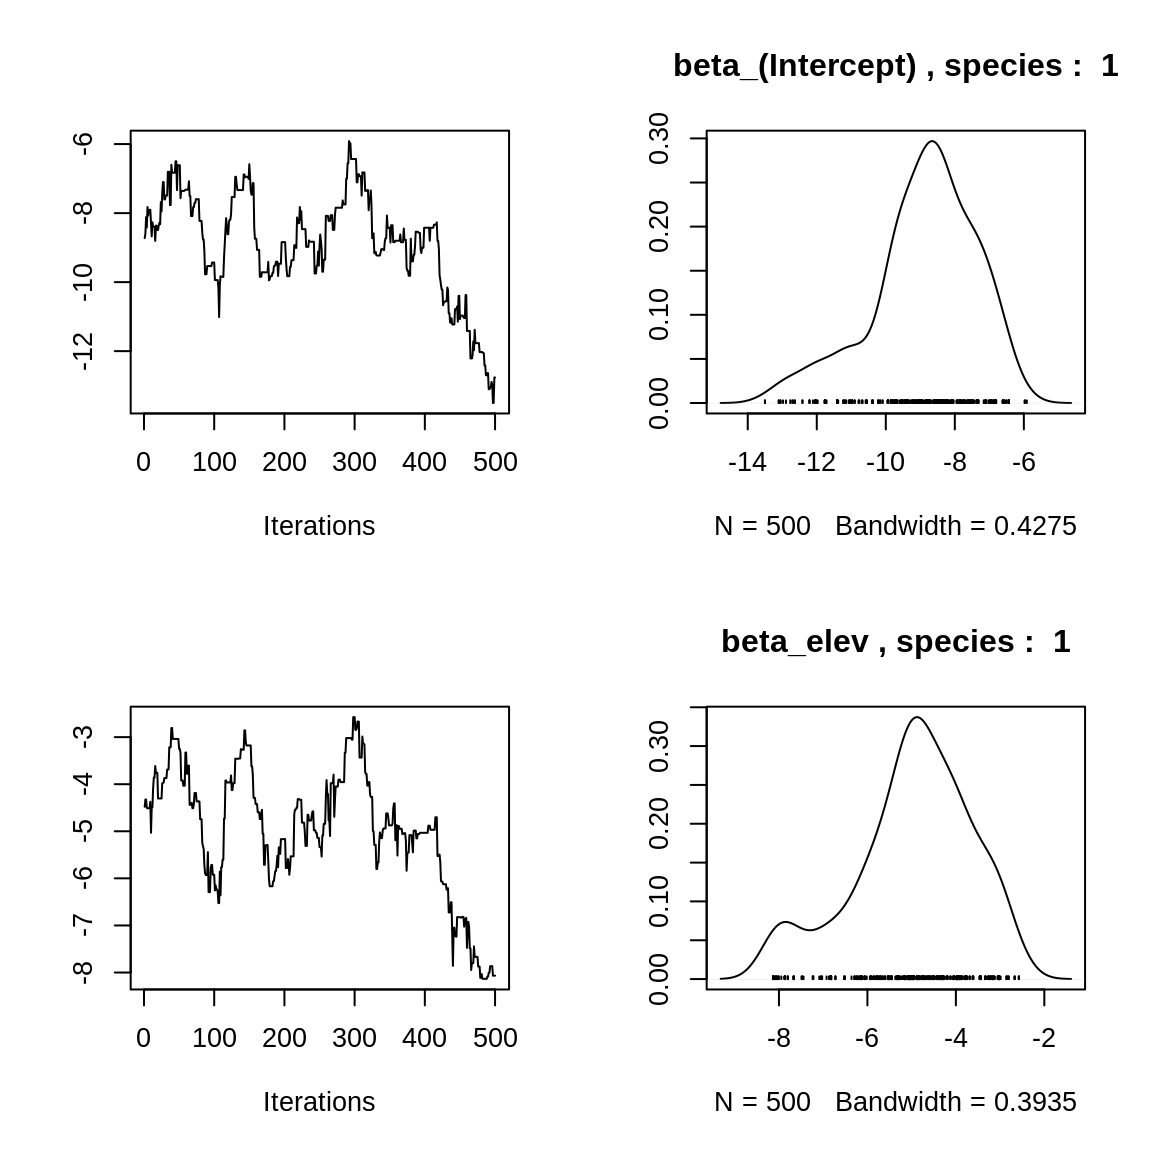 beta_(Intercept) , species :  1
-6
-8
-10
-12
0 100 200 300 400 500
Iterations
0.30
0.20
0.10
0.00
-14 -12 -10 -8 -6
N = 500   Bandwidth = 0.4275
beta_elev , species :  1
-3
-4
-5
-6
-7
-8
0 100 200 300 400 500
Iterations
0.30
0.20
0.10
0.00
-8 -6 -4 -2
N = 500   Bandwidth = 0.3935